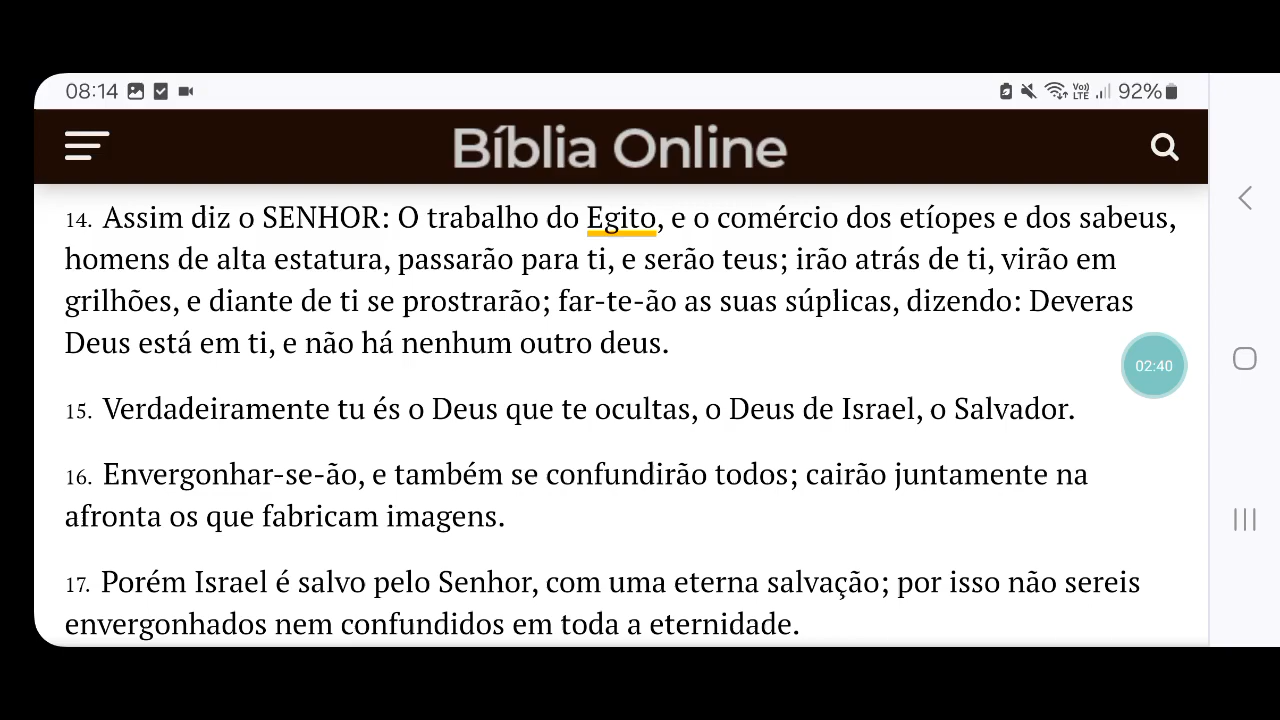 08:14 92%
Vo))
LTE
Bíblia Online
14. Assim diz o SENHOR: O trabalho do Egito, e o comércio dos etíopes e dos sabeus,
homens de alta estatura, passarão para ti, e serão teus; irão atrás de ti, virão em
grilhões, e diante de ti se prostrarão; far-te-ão as suas súplicas, dizendo: Deveras
Deus está em ti, e não há nenhum outro deus.
02:40
15. Verdadeiramente tu és o Deus que te ocultas, o Deus de Israel, o Salvador.
16. Envergonhar-se-ão, e também se confundirão todos; cairão juntamente na
afronta os que fabricam imagens.
17. Porém Israel é salvo pelo Senhor, com uma eterna salvação; por isso não sereis
envergonhados nem confundidos em toda a eternidade.